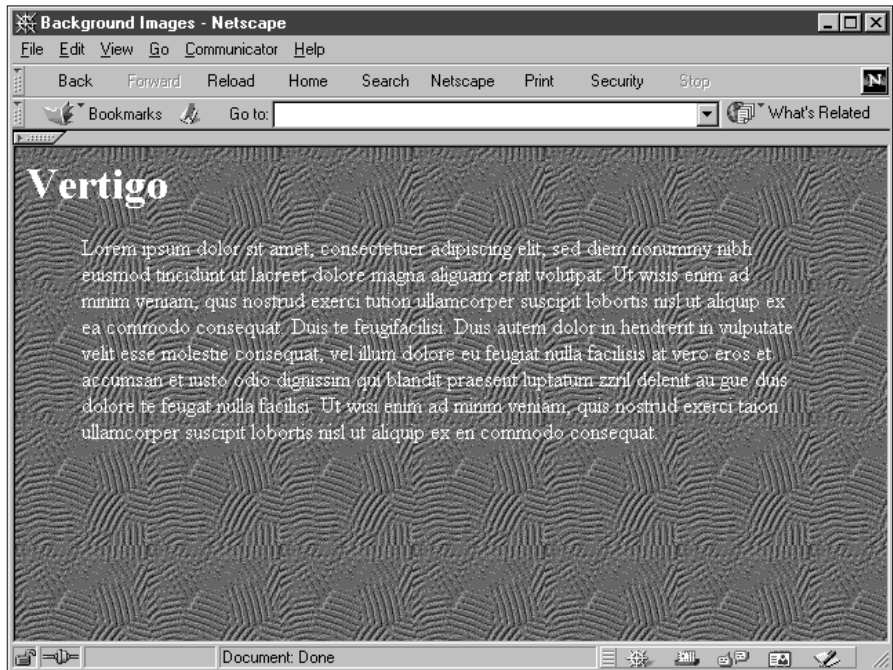 Background Images - Netscape
File Edit View Go Communicator Help
Back Forward Reload Home Search Netscape Print Security Stop N
Bookmarks Go to: What's Related
Vertigo
Lorem ipsum dolor sit amet, consectetuer adipiscing elit, sed diem nonummy nibh
euismod tincidunt ut lacreet dolore magna aliguam erat volutpat. Ut wisis enim ad
minim veniam, quis nostrud exerci tution ullamcorper suscipit lobortis nisl ut aliquip ex
ea commodo consequat. Duis te feugifacilisi. Duis autem dolor in hendrerit in vulputate
velit esse molestie consequat, vel illum dolore eu feugiat nulla facilisis at vero eros et
accumsan et iusto odio dignissim qui blandit praesent luptatum zzril delenit au gue duis
dolore te feugat nulla facilisi. Ut wisi enim ad minim veniam, quis nostrud exerci taion
ullamcorper suscipit lobortis nisl ut aliquip ex en commodo consequat.
Document: Done